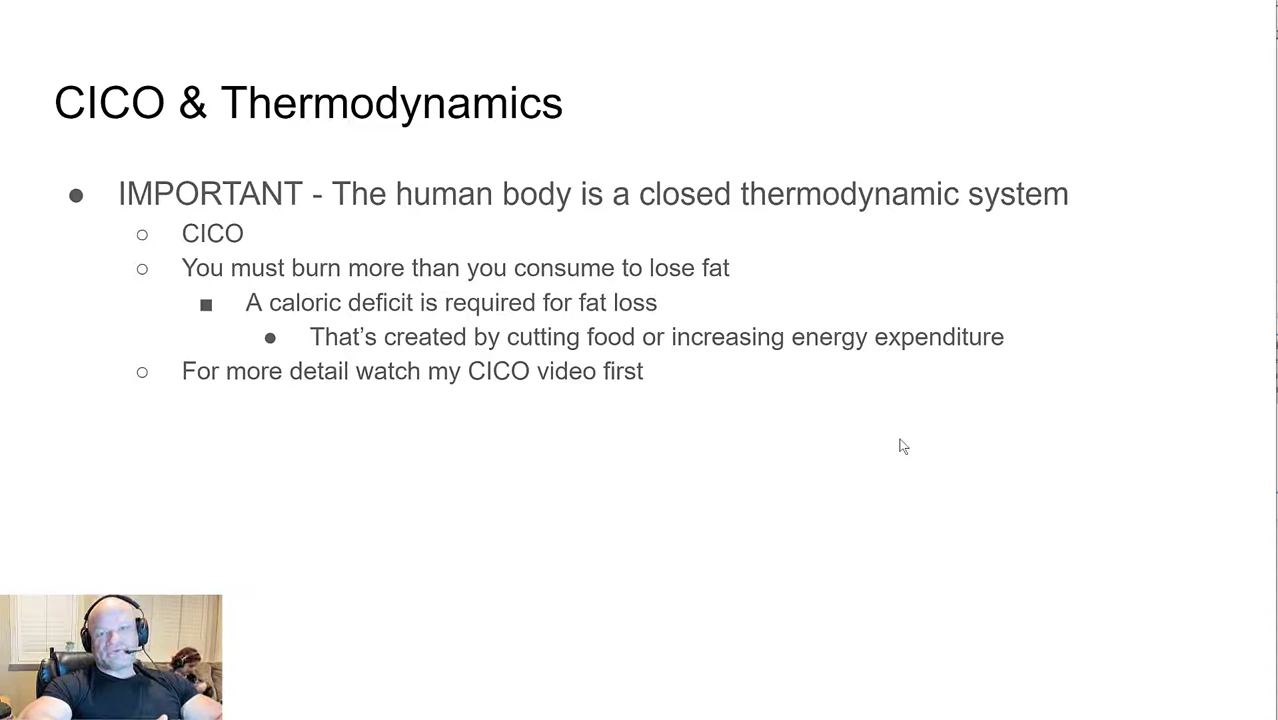 CICO & Thermodynamics
● IMPORTANT - The human body is a closed thermodynamic system
○ CICO
○ You must burn more than you consume to lose fat
■ A caloric deficit is required for fat loss
● That’s created by cutting food or increasing energy expenditure
○ For more detail watch my CICO video first